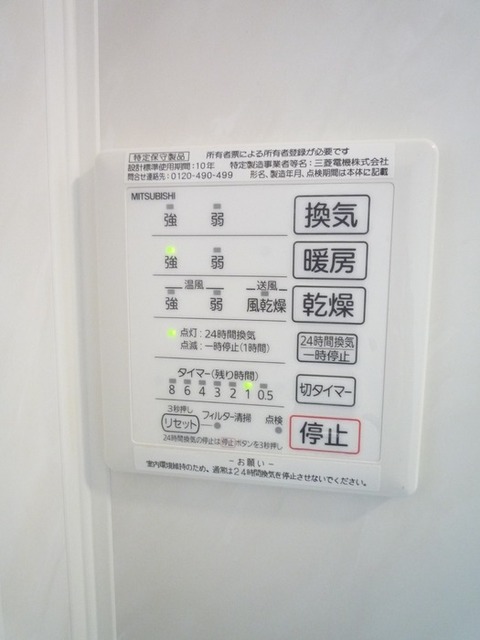 特定保守製品 所有者票による所有者登録が必要です
設計標準使用期間：10年 特定製造事業者等名：三菱電機株式会社
問合せ連絡先：0120-490-499 形名、製造年月、点検期間は本体に記載
MITSUBISHI
強 弱 換気
強 弱 暖房
温風 送風
強 弱 風乾燥 乾燥
点灯：24時間換気
点滅：一時停止(1時間)
24時間換気
一時停止
タイマー(残り時間)
8 6 4 3 2 1 0.5
切タイマー
3秒押し
リセット フィルター清掃 点検
24時間換気の停止は停止ボタンを3秒押し
停止
－お願い－
室内環境維持のため、通常は24時間換気を停止させないでください。